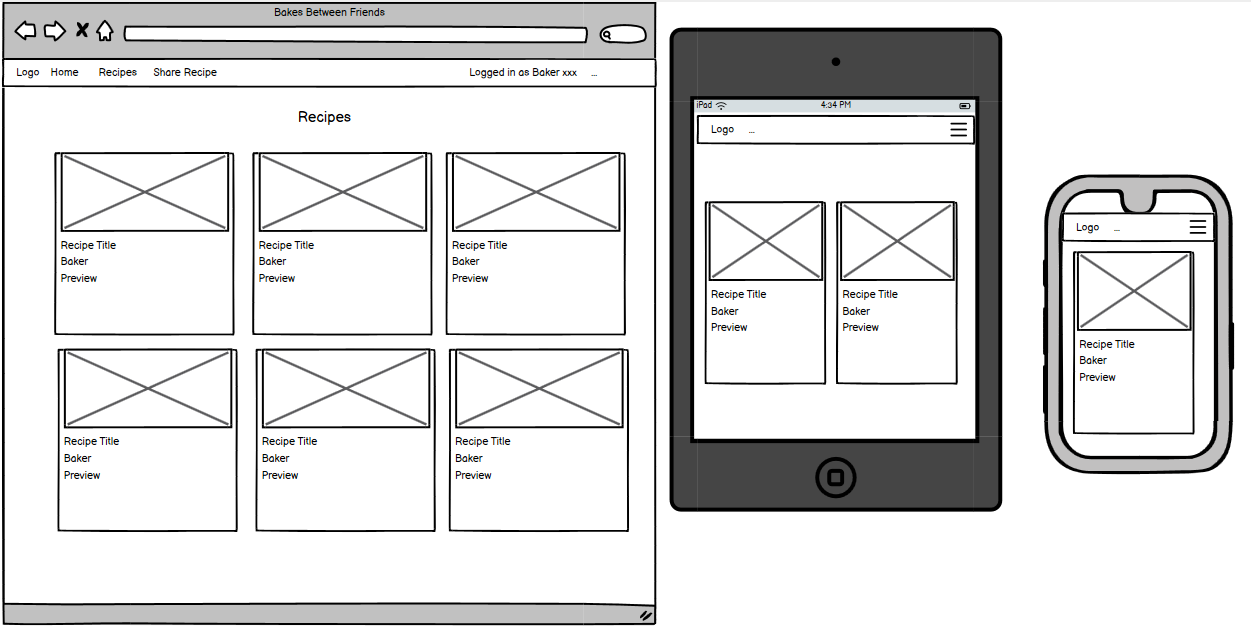 Bakes Between Friends
Logo Home Recipes Share Recipe Logged in as Baker xxx ...
Recipes
Recipe Title Recipe Title Recipe Title
Baker Baker Baker
Preview Preview Preview
Recipe Title Recipe Title Recipe Title
Baker Baker Baker
Preview Preview Preview
iPad 4:34 PM
Logo ...
Recipe Title Recipe Title
Baker Baker
Preview Preview
Logo ...
Recipe Title
Baker
Preview